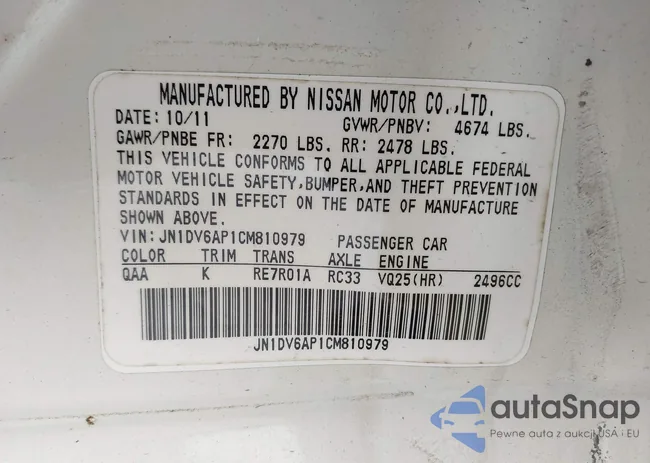 MANUFACTURED BY NISSAN MOTOR CO.,LTD.
DATE: 10/11 GVWR/PNBV: 4674 LBS.
GAWR/PNBE FR: 2270 LBS. RR: 2478 LBS.
THIS VEHICLE CONFORMS TO ALL APPLICABLE FEDERAL
MOTOR VEHICLE SAFETY,BUMPER,AND THEFT PREVENTION
STANDARDS IN EFFECT ON THE DATE OF MANUFACTURE
SHOWN ABOVE.
VIN:JN1DV6AP1CM810979 PASSENGER CAR
COLOR TRIM TRANS AXLE ENGINE
QAA K RE7R01A RC33 VQ25(HR) 2496CC
JN1DV6AP1CM810979
autaSnap
Pewne auta z aukcji USA i EU